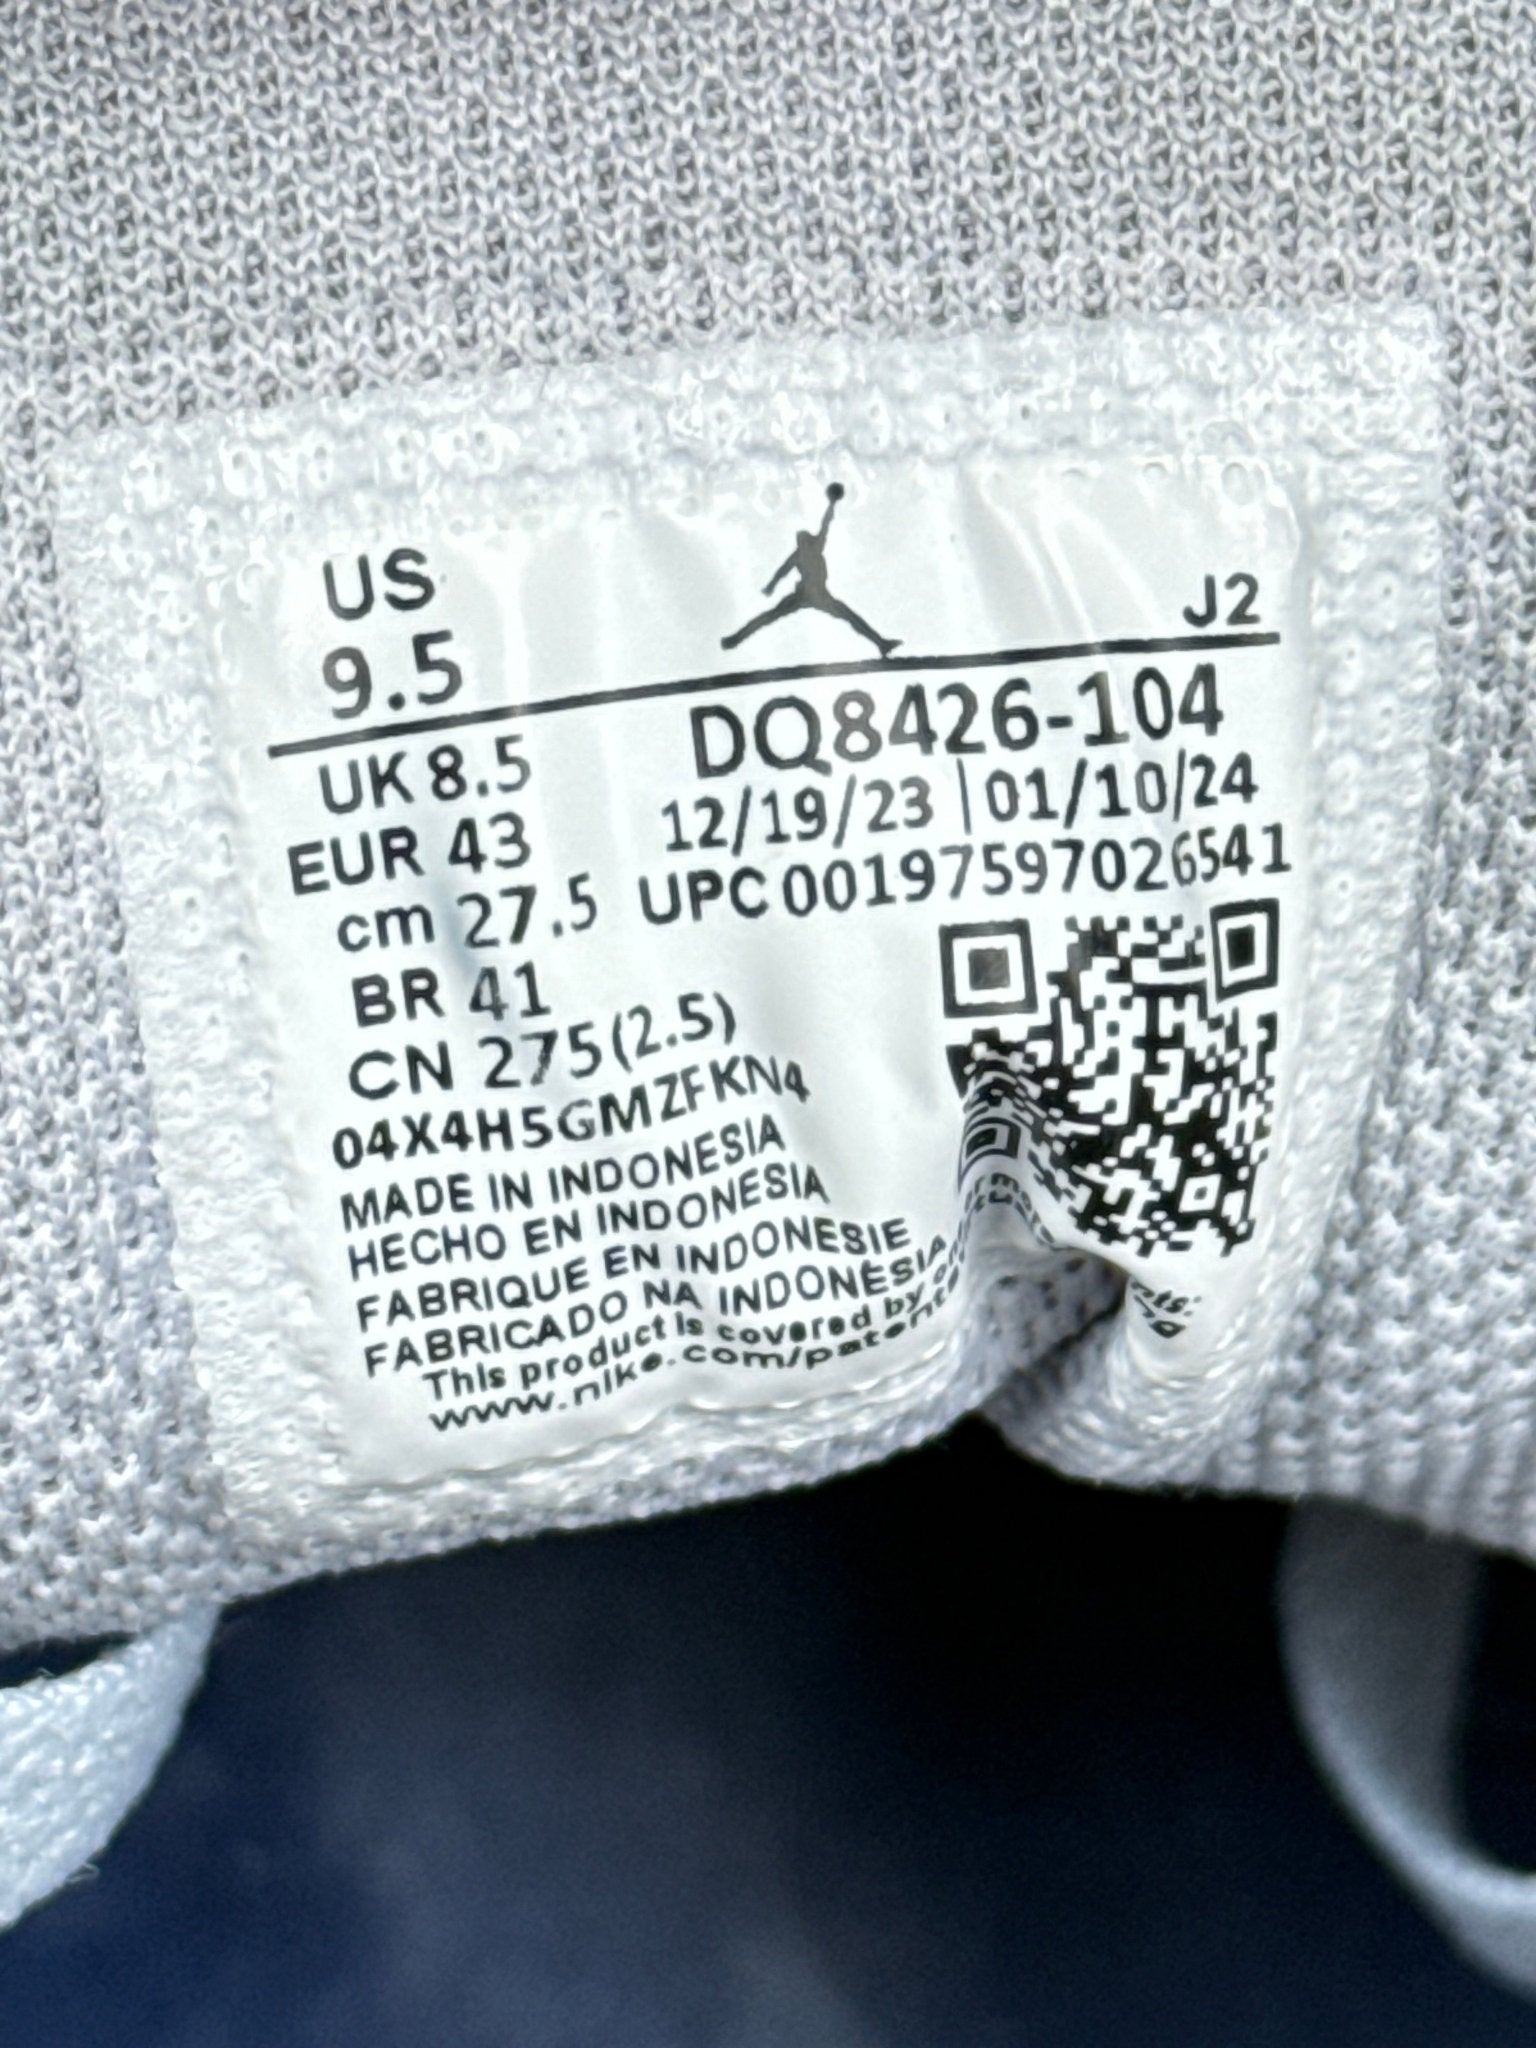 US
J2
9.5
DQ8426-104
UK 8.5
12/19/23 | 01/10/24
EUR 43
UPC 00197597026541
cm 27.5
BR 41
CN 275(2.5)
04X4H5GMZFKN4
MADE IN INDONESIA
HECHO EN INDONESIA
FABRIQUE EN INDONESIE
FABRICADO NA INDONÉSIA
This product is covered by
www.nike.com/patents